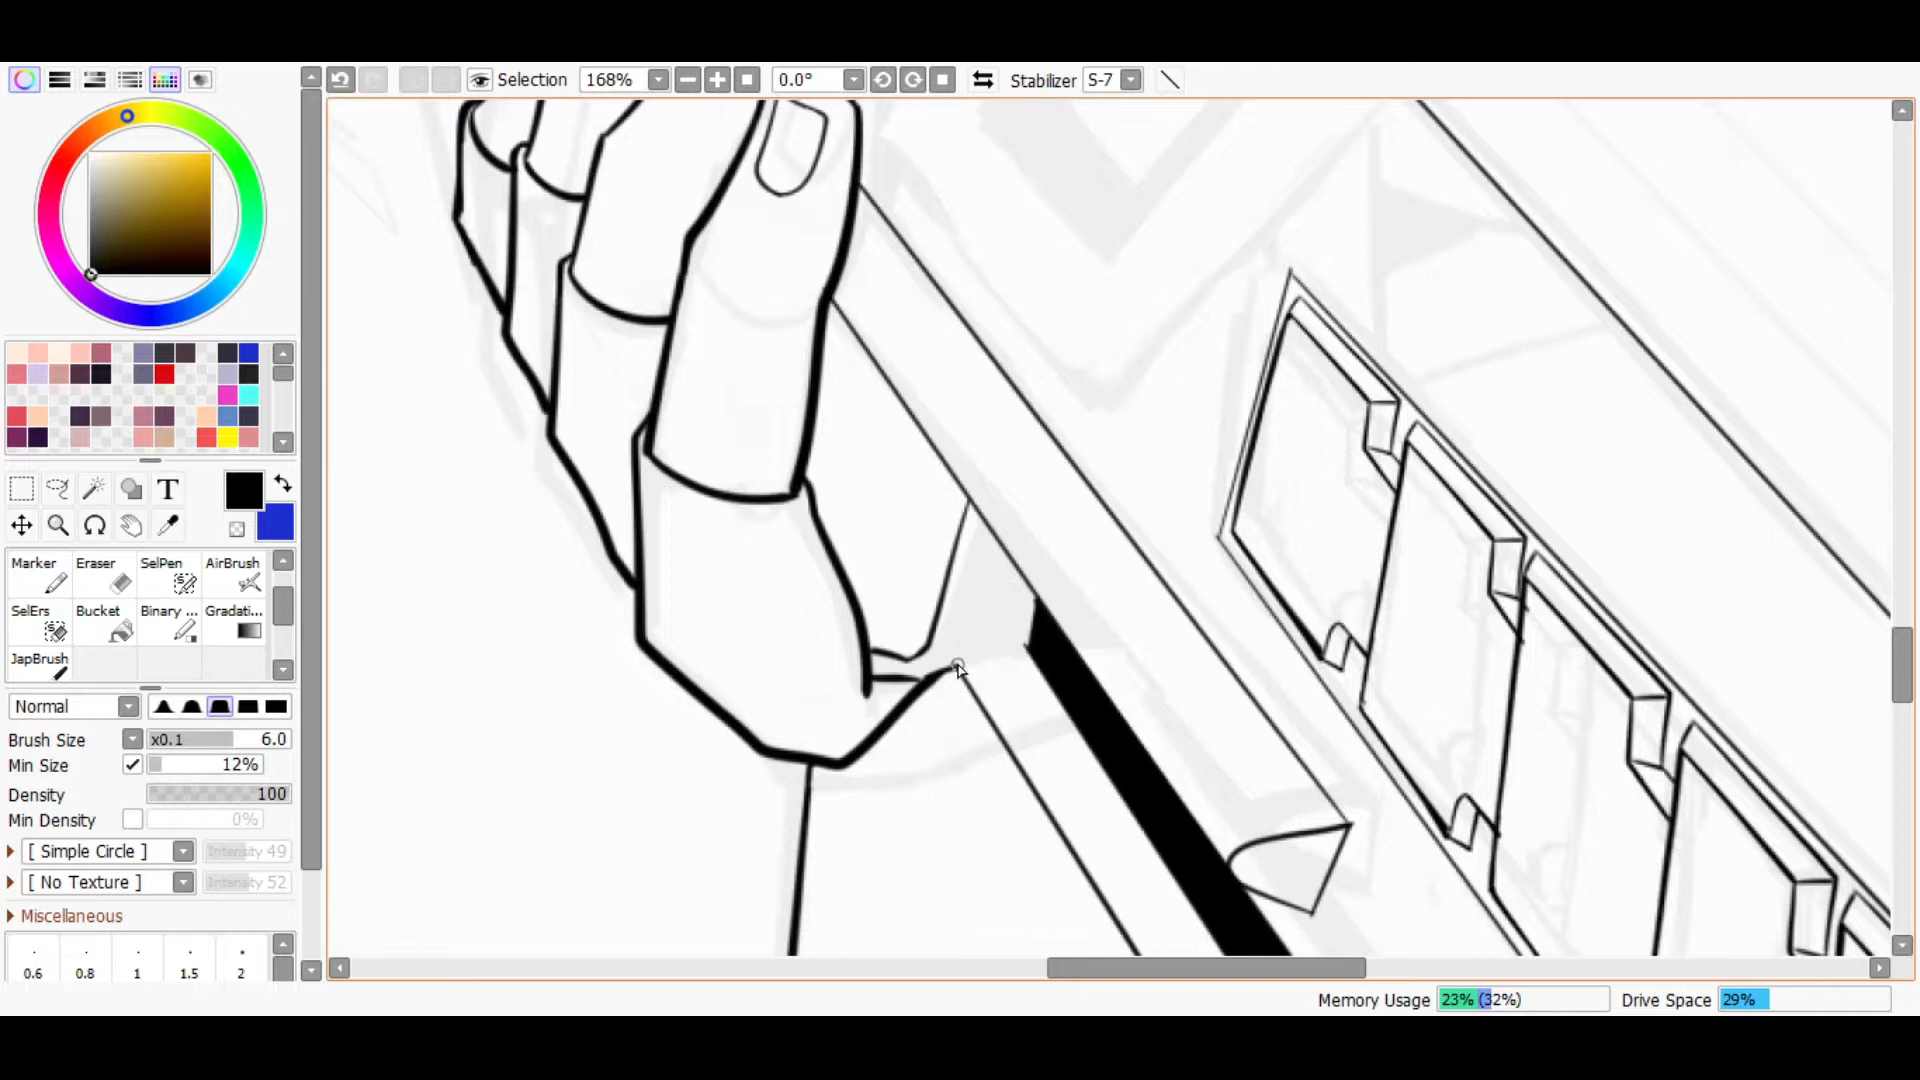 Selection 168% 0.0° Stabilizer S-7
T
Marker Eraser SelPen AirBrush
SelErs Bucket Binary ... Gradati...
JapBrush
Normal
Brush Size x0.1 6.0
Min Size 12%
Density 100
Min Density 0%
[ Simple Circle ] Intensity 49
[ No Texture ] Intensity 52
Miscellaneous
0.6 0.8 1 1.5 2
Memory Usage 23% (32%) Drive Space 29%